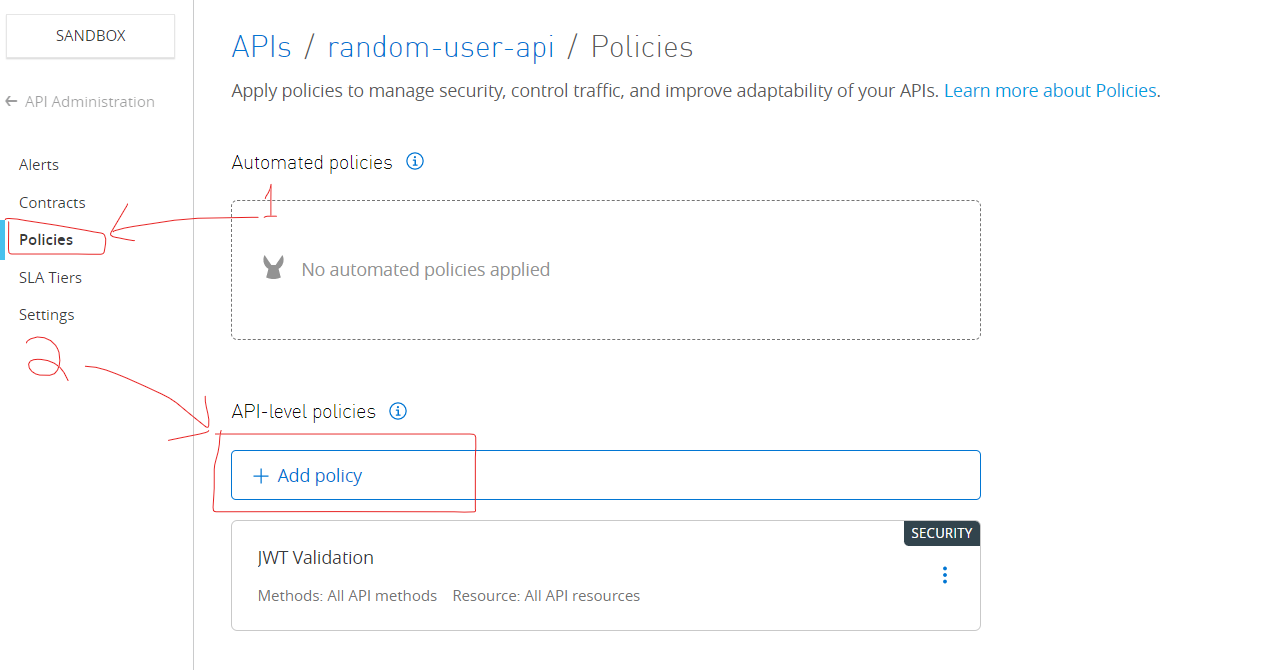 SANDBOX
API Administration
Alerts
Contracts
Policies
SLA Tiers
Settings
2
APIs / random-user-api / Policies
Apply policies to manage security, control traffic, and improve adaptability of your APIs. Learn more about Policies.
Automated policies
1
No automated policies applied
API-level policies
+ Add policy
SECURITY
JWT Validation
Methods: All API methods Resource: All API resources